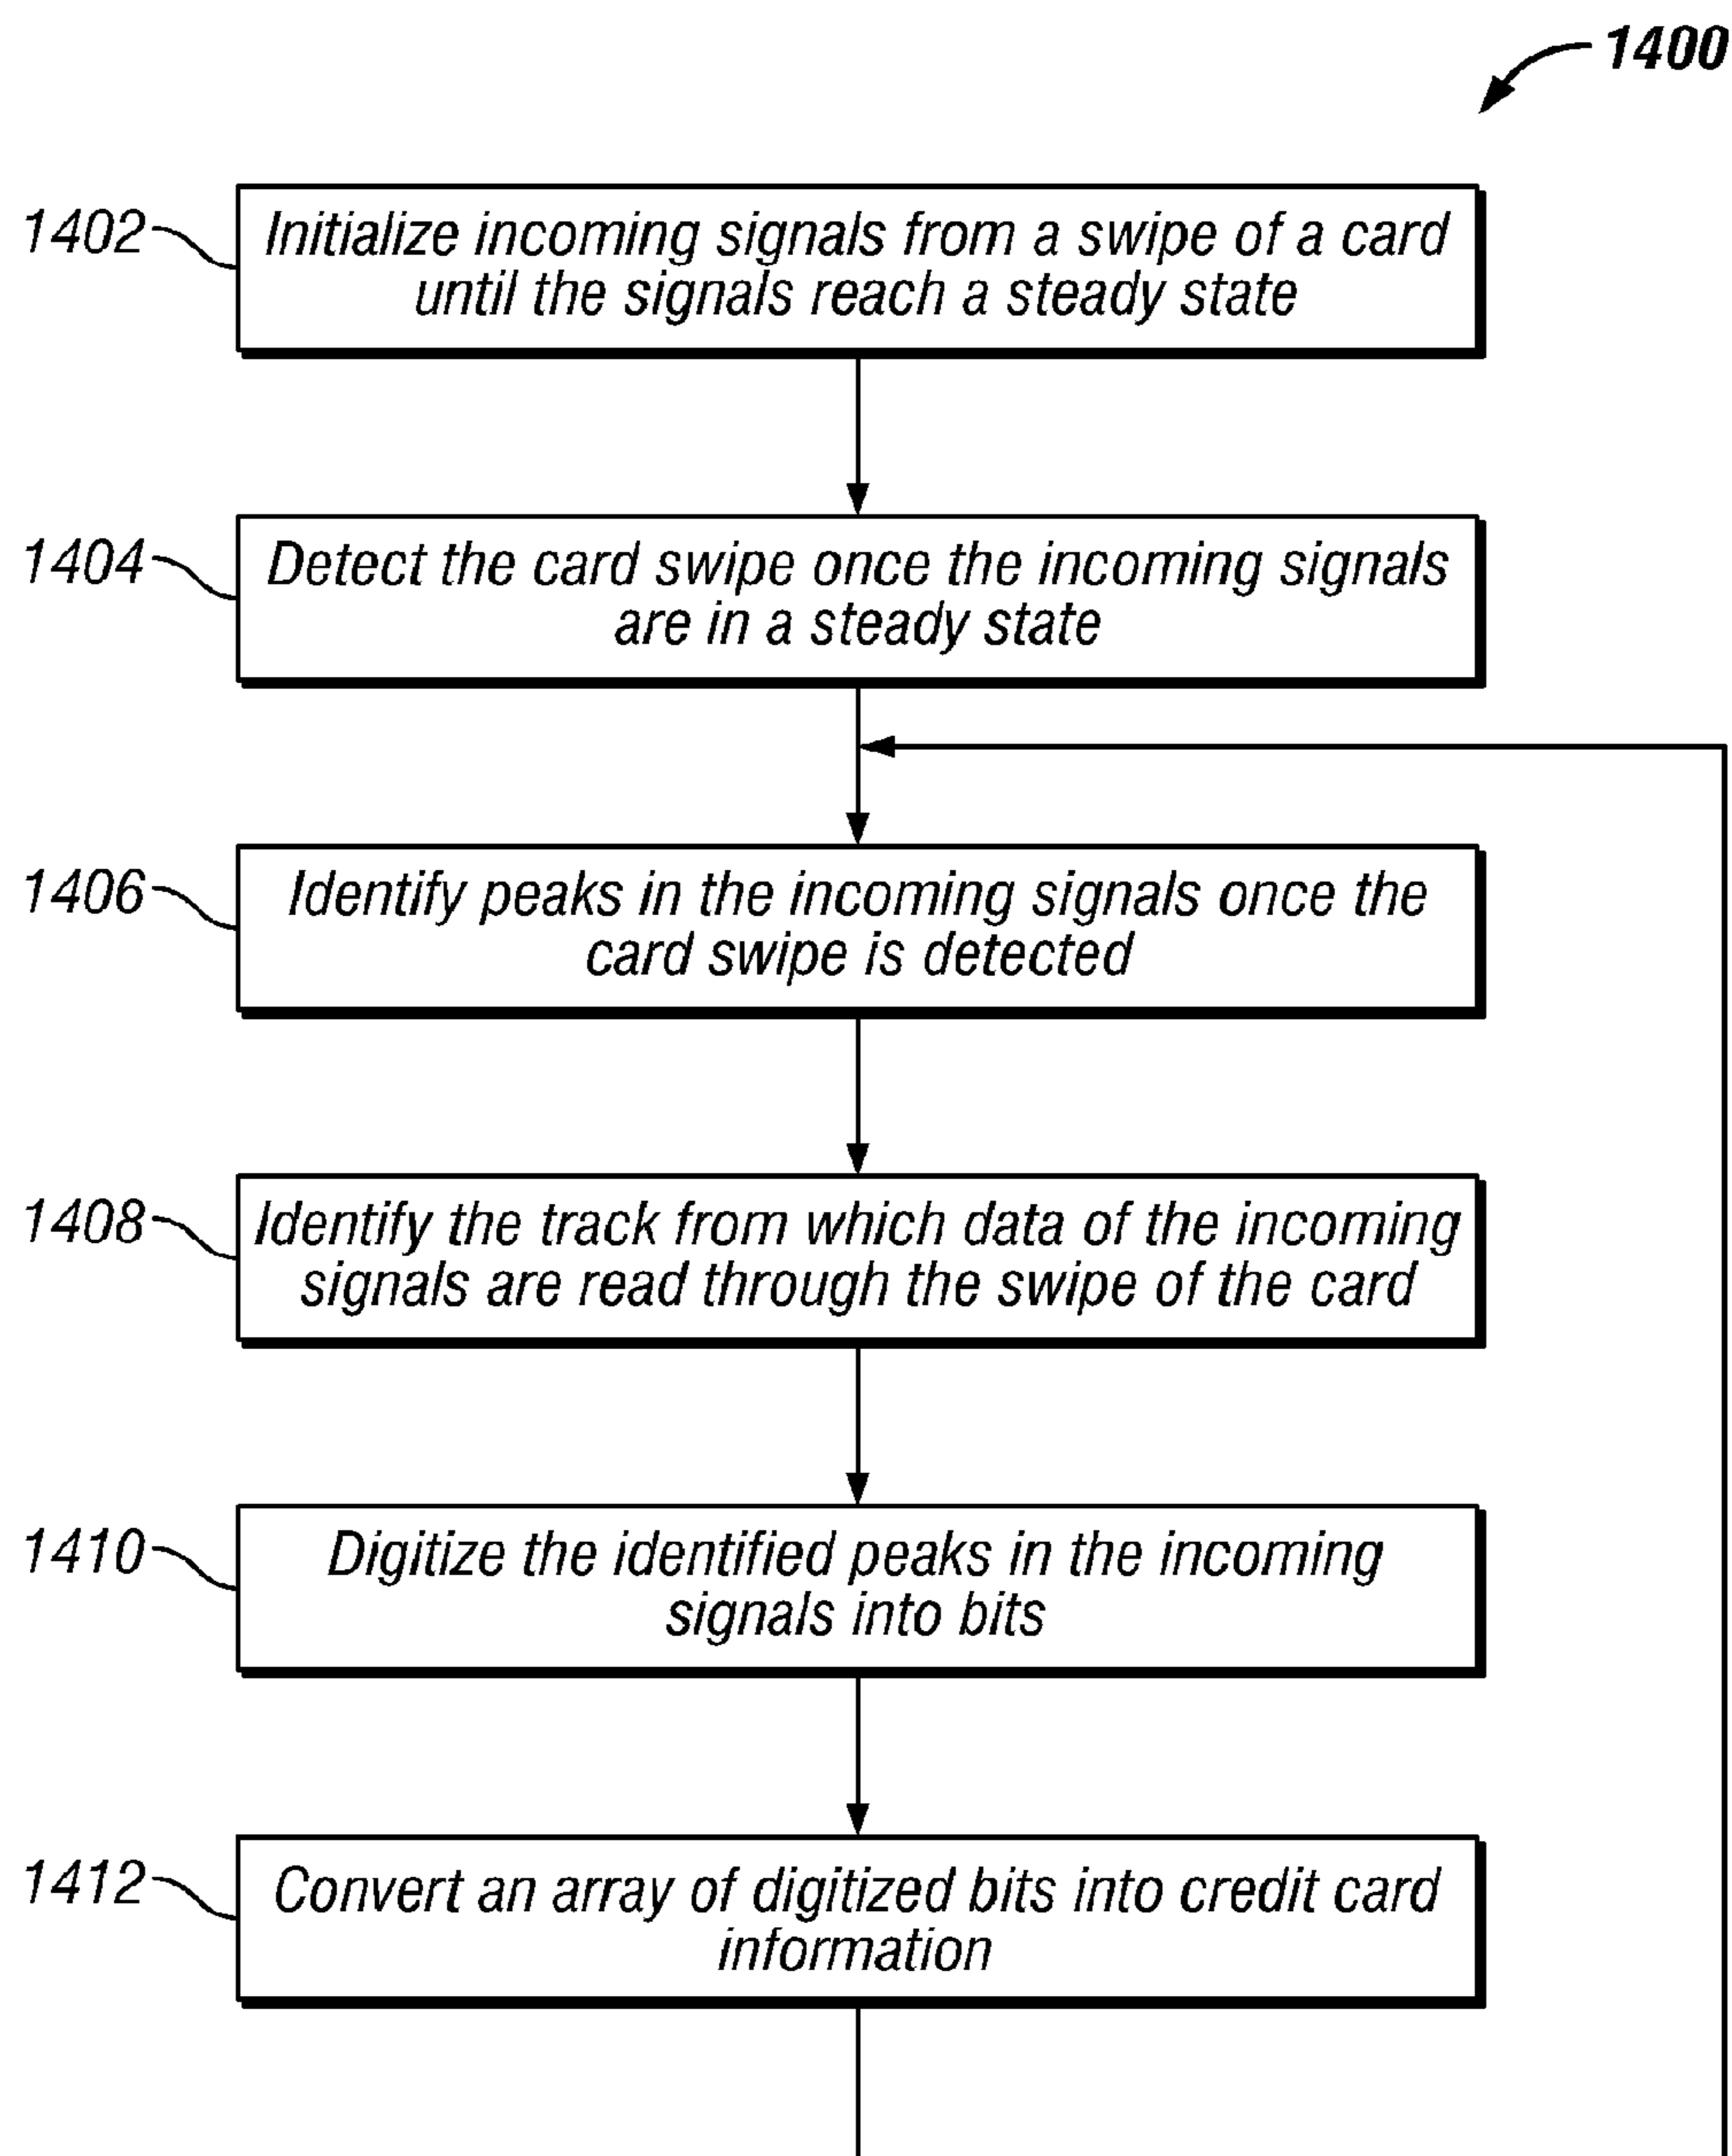 1400
1402
Initialize incoming signals from a swipe of a card
until the signals reach a steady state
1404
Detect the card swipe once the incoming signals
are in a steady state
1406
Identify peaks in the incoming signals once the
card swipe is detected
1408
Identify the track from which data of the incoming
signals are read through the swipe of the card
1410
Digitize the identified peaks in the incoming
signals into bits
1412
Convert an array of digitized bits into credit card
information